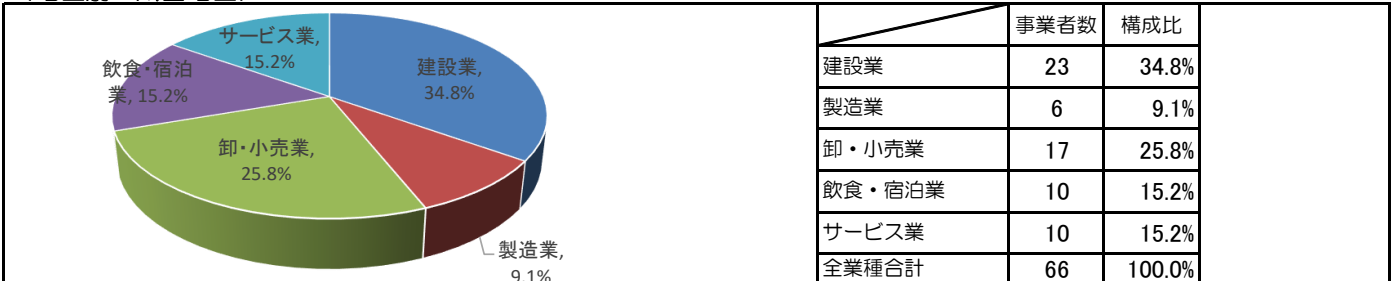 サービス業,
15.2%
飲食・宿泊
業, 15.2%
建設業,
34.8%
卸・小売業,
25.8%
製造業,
9.1%
事業者数 構成比
建設業 23 34.8%
製造業 6 9.1%
卸・小売業 17 25.8%
飲食・宿泊業 10 15.2%
サービス業 10 15.2%
全業種合計 66 100.0%